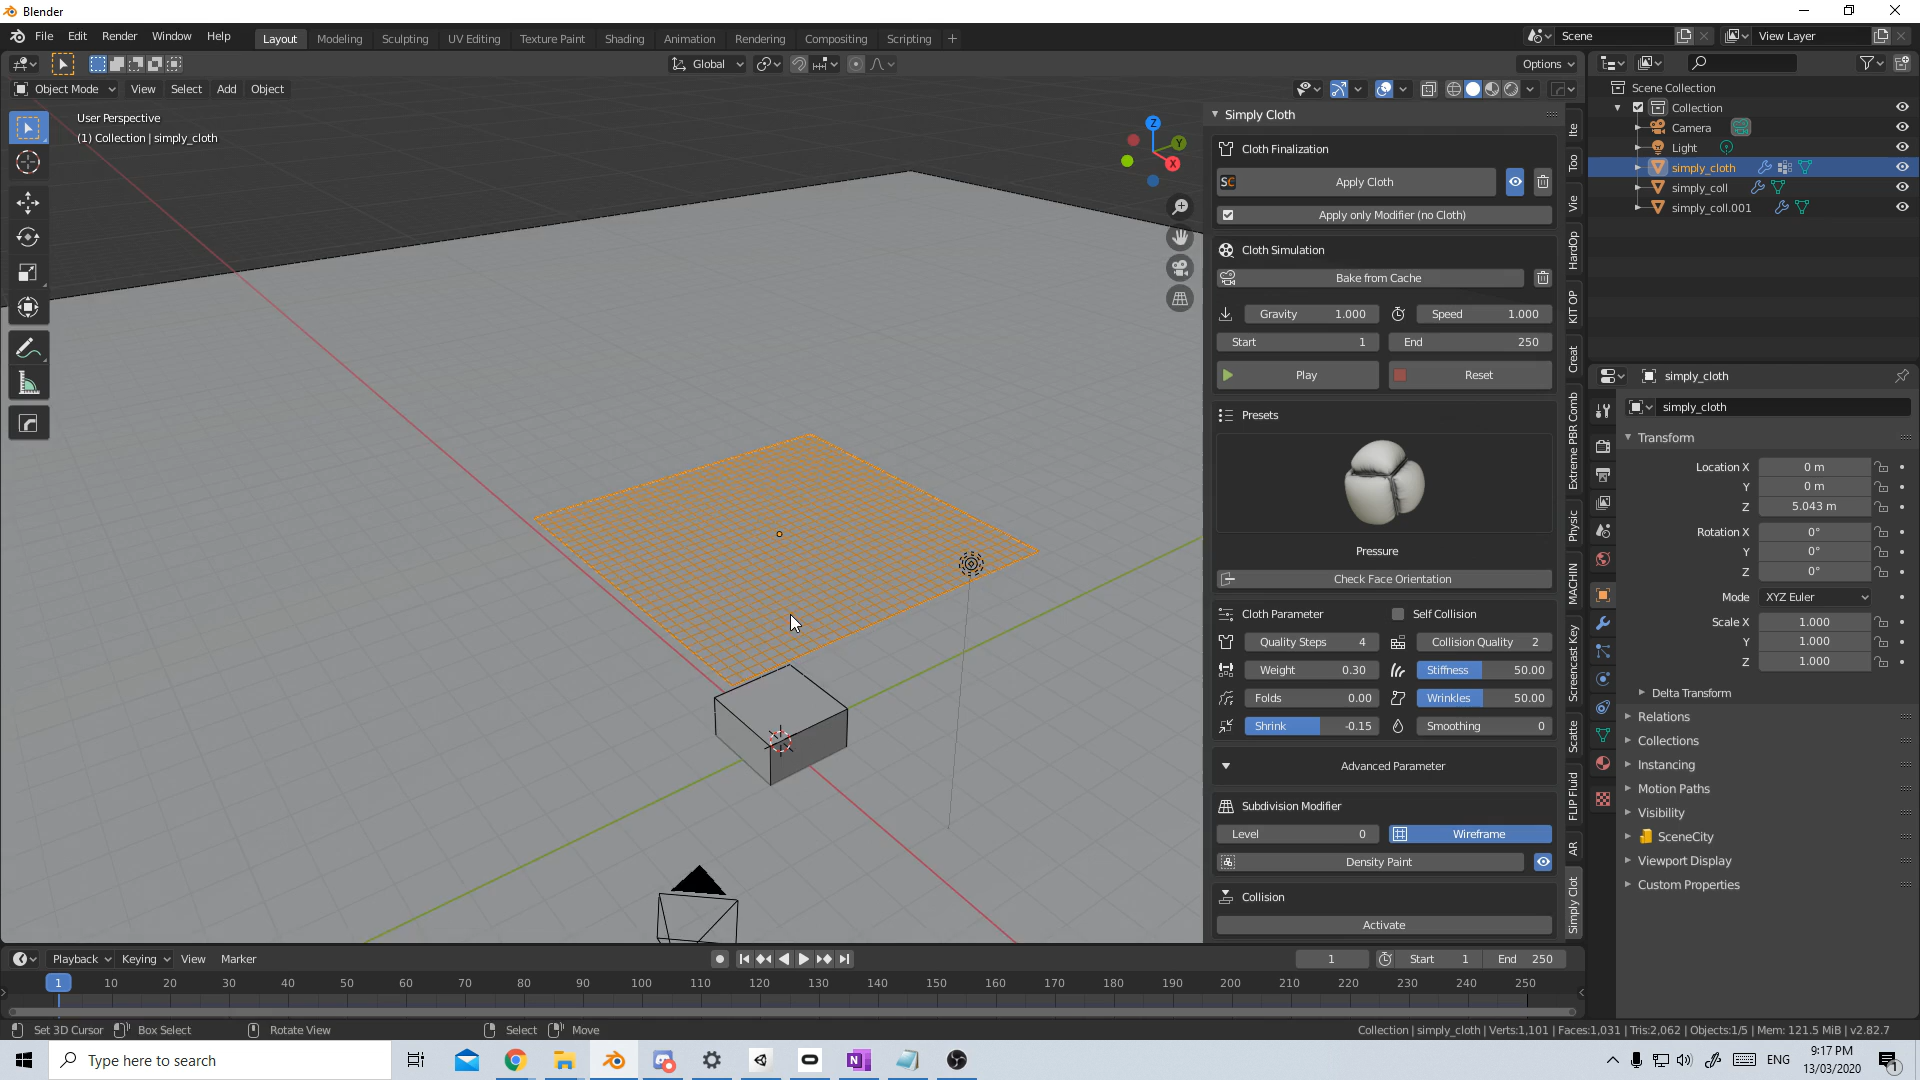 Blender
File Edit Render Window Help
Layout Modeling Sculpting UV Editing Texture Paint Shading Animation Rendering Compositing Scripting +
Scene View Layer
Global Options
Object Mode View Select Add Object
User Perspective
(1) Collection | simply_cloth
Z
Y
X
Simply Cloth
Cloth Finalization
SC Apply Cloth
Apply only Modifier (no Cloth)
Cloth Simulation
Bake from Cache
Gravity 1.000 Speed 1.000
Start 1 End 250
Play Reset
Presets
Pressure
Check Face Orientation
Cloth Parameter Self Collision
Quality Steps 4 Collision Quality 2
Weight 0.30 Stiffness 50.00
Folds 0.00 Wrinkles 50.00
Shrink -0.15 Smoothing 0
Advanced Parameter
Subdivision Modifier
Level 0 Wireframe
Density Paint
Collision
Activate
Ite
Too
Vie
HardOp
KIT OP
Creat
Extreme PBR Comb
Physic
MACHIN
Screencast Key
Scatte
FLIP Fluid
AR
Simply Clot
Scene Collection
Collection
Camera
Light
simply_cloth
simply_coll
simply_coll.001
simply_cloth
simply_cloth
Transform
Location X 0 m
Y 0 m
Z 5.043 m
Rotation X 0°
Y 0°
Z 0°
Mode XYZ Euler
Scale X 1.000
Y 1.000
Z 1.000
Delta Transform
Relations
Collections
Instancing
Motion Paths
Visibility
SceneCity
Viewport Display
Custom Properties
Playback Keying View Marker 1 Start 1 End 250
1 10 20 30 40 50 60 70 80 90 100 110 120 130 140 150 160 170 180 190 200 210 220 230 240 250
Set 3D Cursor Box Select Rotate View Select Move Collection | simply_cloth | Verts:1,101 | Faces:1,031 | Tris:2,062 | Objects:1/5 | Mem: 121.5 MiB | v2.82.7
Type here to search
ENG
9:17 PM
13/03/2020
1